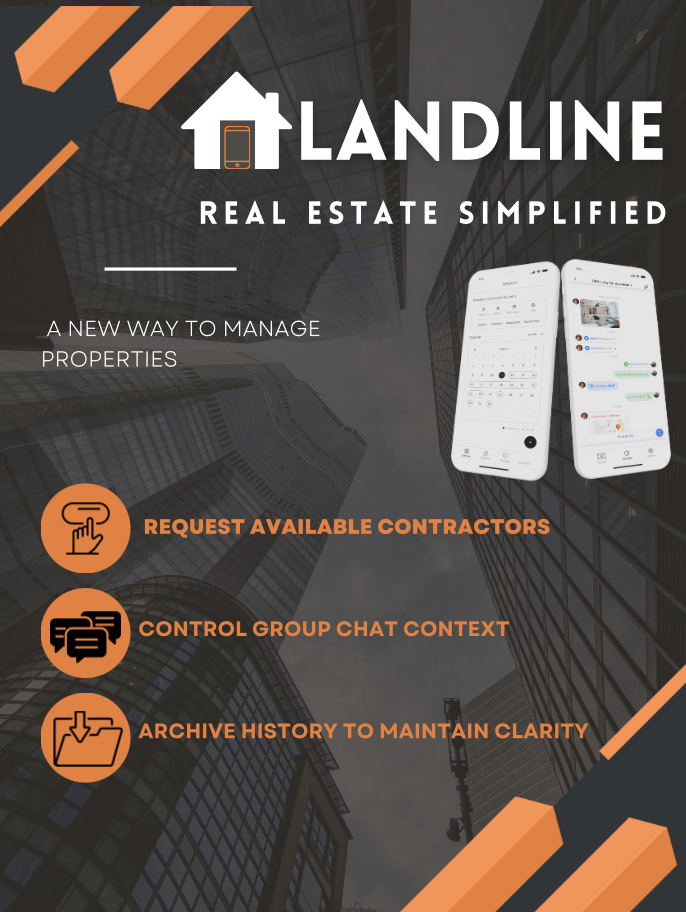 LANDLINE
REAL ESTATE SIMPLIFIED
A NEW WAY TO MANAGE
PROPERTIES
REQUEST AVAILABLE CONTRACTORS
CONTROL GROUP CHAT CONTEXT
ARCHIVE HISTORY TO MAINTAIN CLARITY